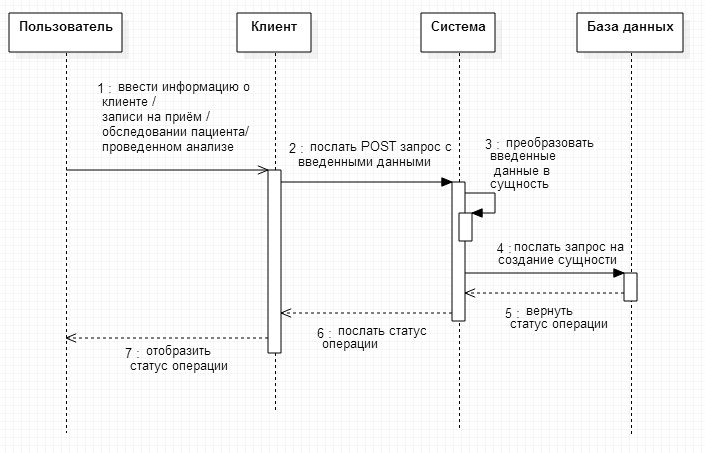 Пользователь
Клиент
Система
База данных
1 : ввести информацию о
клиенте /
записи на приём /
обследовании пациента/
проведенном анализе
2 : послать POST запрос с
введенными данными
3 : преобразовать
введенные
данные в
сущность
4 : послать запрос на
создание сущности
5 : вернуть
статус операции
6 : послать статус
операции
7 : отобразить
статус операции